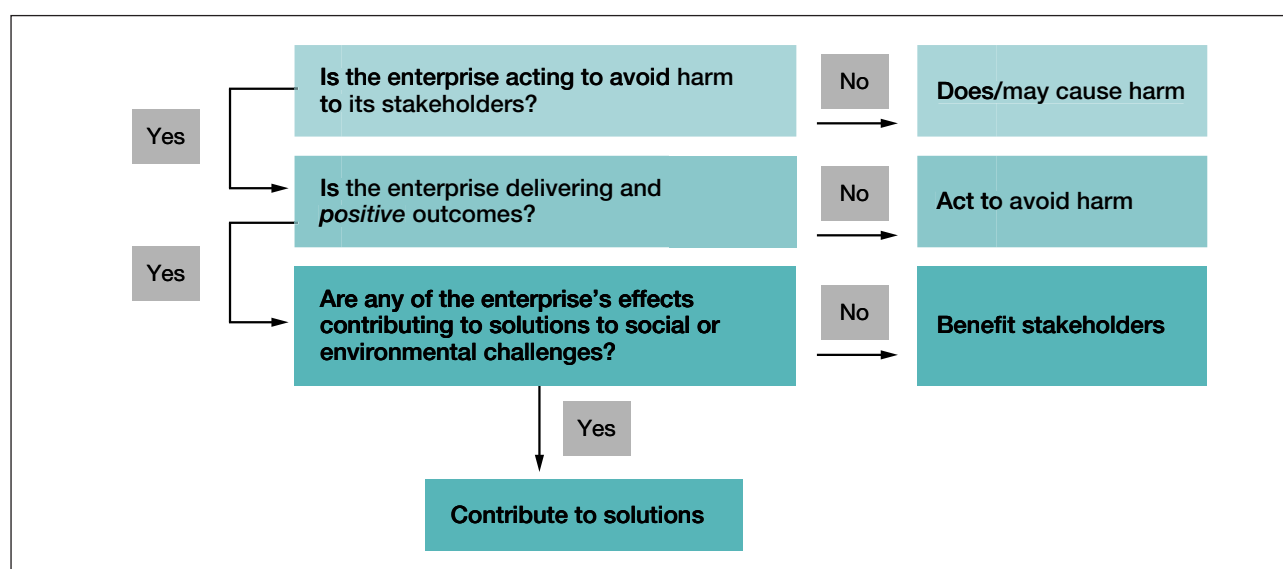 Is the enterprise acting to avoid harm
to its stakeholders?
No
Does/may cause harm
Yes
Is the enterprise delivering and
positive outcomes?
No
Act to avoid harm
Yes
Are any of the enterprise's effects
contributing to solutions to social or
environmental challenges?
No
Benefit stakeholders
Yes
Contribute to solutions